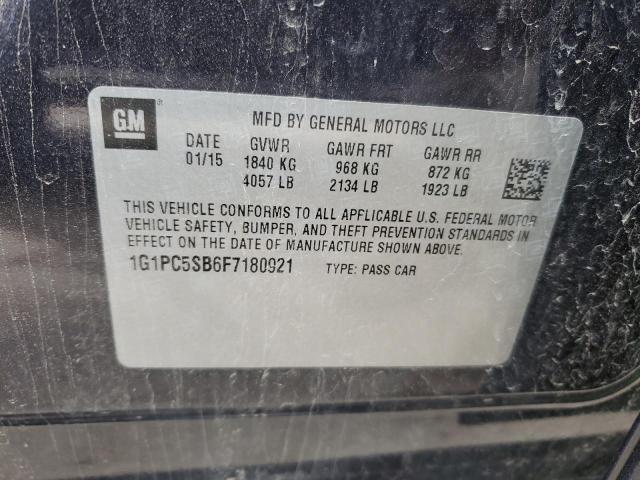 GM ®
MFD BY GENERAL MOTORS LLC
DATE GVWR GAWR FRT GAWR RR
01/15 1840 KG 968 KG 872 KG
4057 LB 2134 LB 1923 LB
THIS VEHICLE CONFORMS TO ALL APPLICABLE U.S. FEDERAL MOTOR
VEHICLE SAFETY, BUMPER, AND THEFT PREVENTION STANDARDS IN
EFFECT ON THE DATE OF MANUFACTURE SHOWN ABOVE.
1G1PC5SB6F7180921 TYPE: PASS CAR